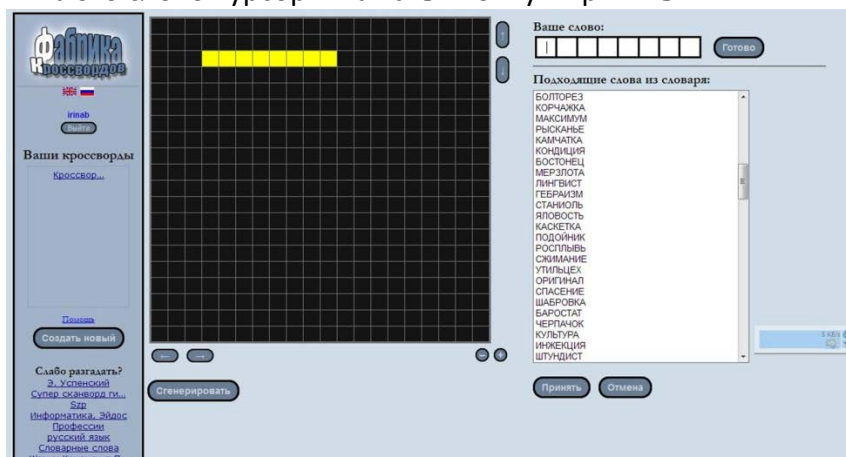 Фабрика
Кроссвордов
irinab
Выйти
Ваши кроссворды
Кроссвор...
Помощь
Создать новый
Слабо разгадать?
Э. Успенский
Супер сканворд ги...
Szp
Информатика. Эйдос
Профессии
русский язык
Словарные слова
Сгенерировать
Ваше слово:
Готово
Подходящие слова из словаря:
БОЛТОРЕЗ
КОРЧАЖКА
МАКСИМУМ
РЫСКАНЬЕ
КАМЧАТКА
КОНДИЦИЯ
БОСТОНЕЦ
МЕРЗЛОТА
ЛИНГВИСТ
ГЕБРАИЗМ
СТАНИОЛЬ
ЯЛОВОСТЬ
КАСКЕТКА
ПОДОЙНИК
РОСПЛЫВЬ
СЖИМАНИЕ
УТИЛЬЦЕХ
ОРИГИНАЛ
СПАСЕНИЕ
ШАБРОВКА
БАРОСТАТ
ЧЕРПАЧОК
КУЛЬТУРА
ИНЖЕКЦИЯ
ШТУНДИСТ
Принять
Отмена